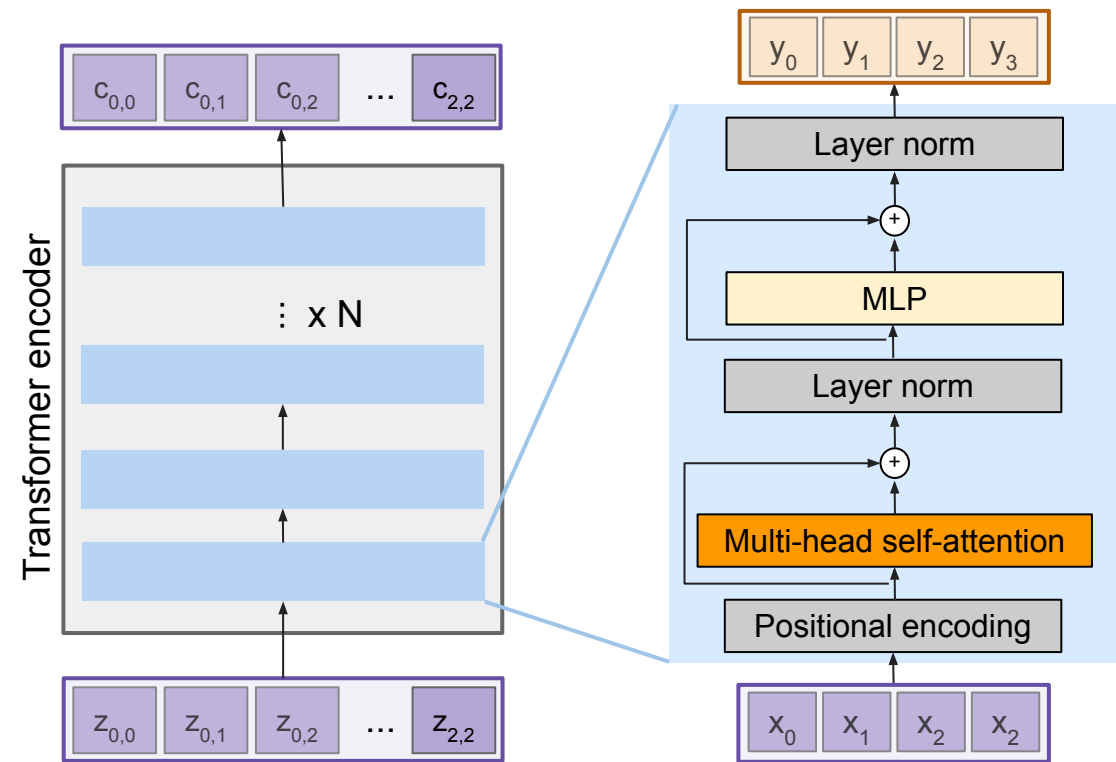 c0,0 c0,1 c0,2 ... c2,2
Transformer encoder
⋮ x N
z0,0 z0,1 z0,2 ... z2,2
y0 y1 y2 y3
Layer norm
+
MLP
Layer norm
+
Multi-head self-attention
Positional encoding
x0 x1 x2 x2